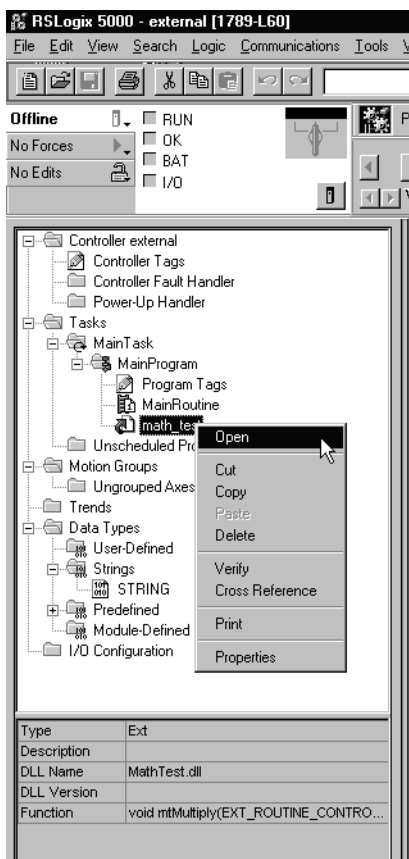 RSLogix 5000 - external [1789-L60]
File Edit View Search Logic Communications Tools
Offline RUN
No Forces OK
No Edits BAT
I/O
Controller external
Controller Tags
Controller Fault Handler
Power-Up Handler
Tasks
MainTask
MainProgram
Program Tags
MainRoutine
math_test
Unscheduled
Motion Groups
Ungrouped Axes
Trends
Data Types
User-Defined
Strings
STRING
Predefined
Module-Defined
I/O Configuration
Open
Cut
Copy
Paste
Delete
Verify
Cross Reference
Print
Properties
Type Ext
Description
DLL Name MathTest.dll
DLL Version
Function void mtMultiply(EXT_ROUTINE_CONTRO...